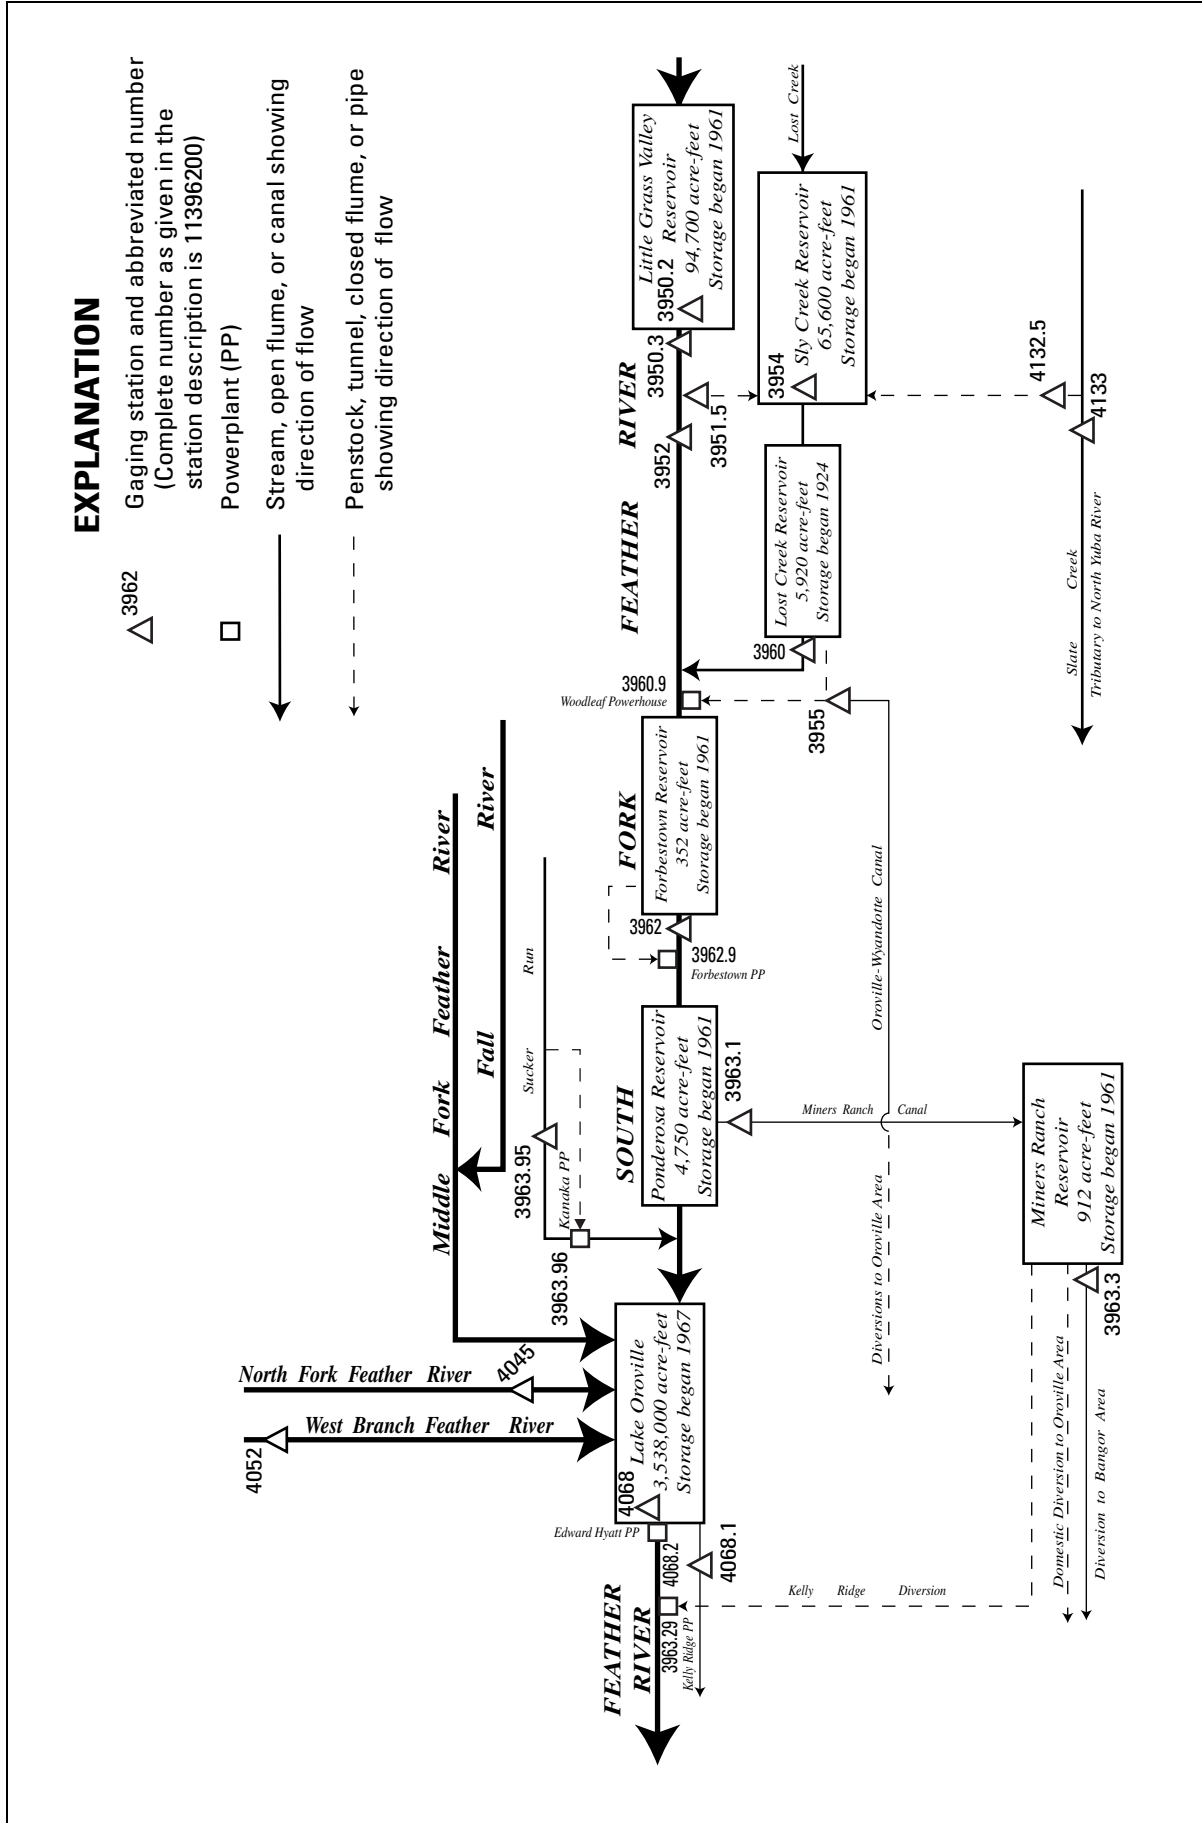 EXPLANATION
3962
Gaging station and abbreviated number
(Complete number as given in the
station description is 11396200)
Powerplant (PP)
Stream, open flume, or canal showing
direction of flow
Penstock, tunnel, closed flume, or pipe
showing direction of flow
4052
West Branch Feather River
North Fork Feather River
4045
Middle Fork Feather River
Fall River
Sucker Run
3963.95
Kanaka PP
3963.96
FEATHER
RIVER
3963.29
Kelly Ridge PP
Edward Hyatt PP
4068.2
4068.1
4068
Lake Oroville
3,538,000 acre-feet
Storage began 1967
SOUTH
FORK
FEATHER
RIVER
Ponderosa Reservoir
4,750 acre-feet
Storage began 1961
3963.1
3962
3962.9
Forbestown PP
Forbestown Reservoir
352 acre-feet
Storage began 1961
3960.9
Woodleaf Powerhouse
3952
3951.5
3950.3
3950.2
Little Grass Valley
Reservoir
94,700 acre-feet
Storage began 1961
3960
3955
Lost Creek Reservoir
5,920 acre-feet
Storage began 1924
3954
Sly Creek Reservoir
65,600 acre-feet
Storage began 1961
Lost Creek
Kelly Ridge Diversion
Diversions to Oroville Area
Miners Ranch Canal
Oroville-Wyandotte Canal
Domestic Diversion to Oroville Area
Diversion to Bangor Area
3963.3
Miners Ranch
Reservoir
912 acre-feet
Storage began 1961
Slate Creek
Tributary to North Yuba River
4132.5
4133